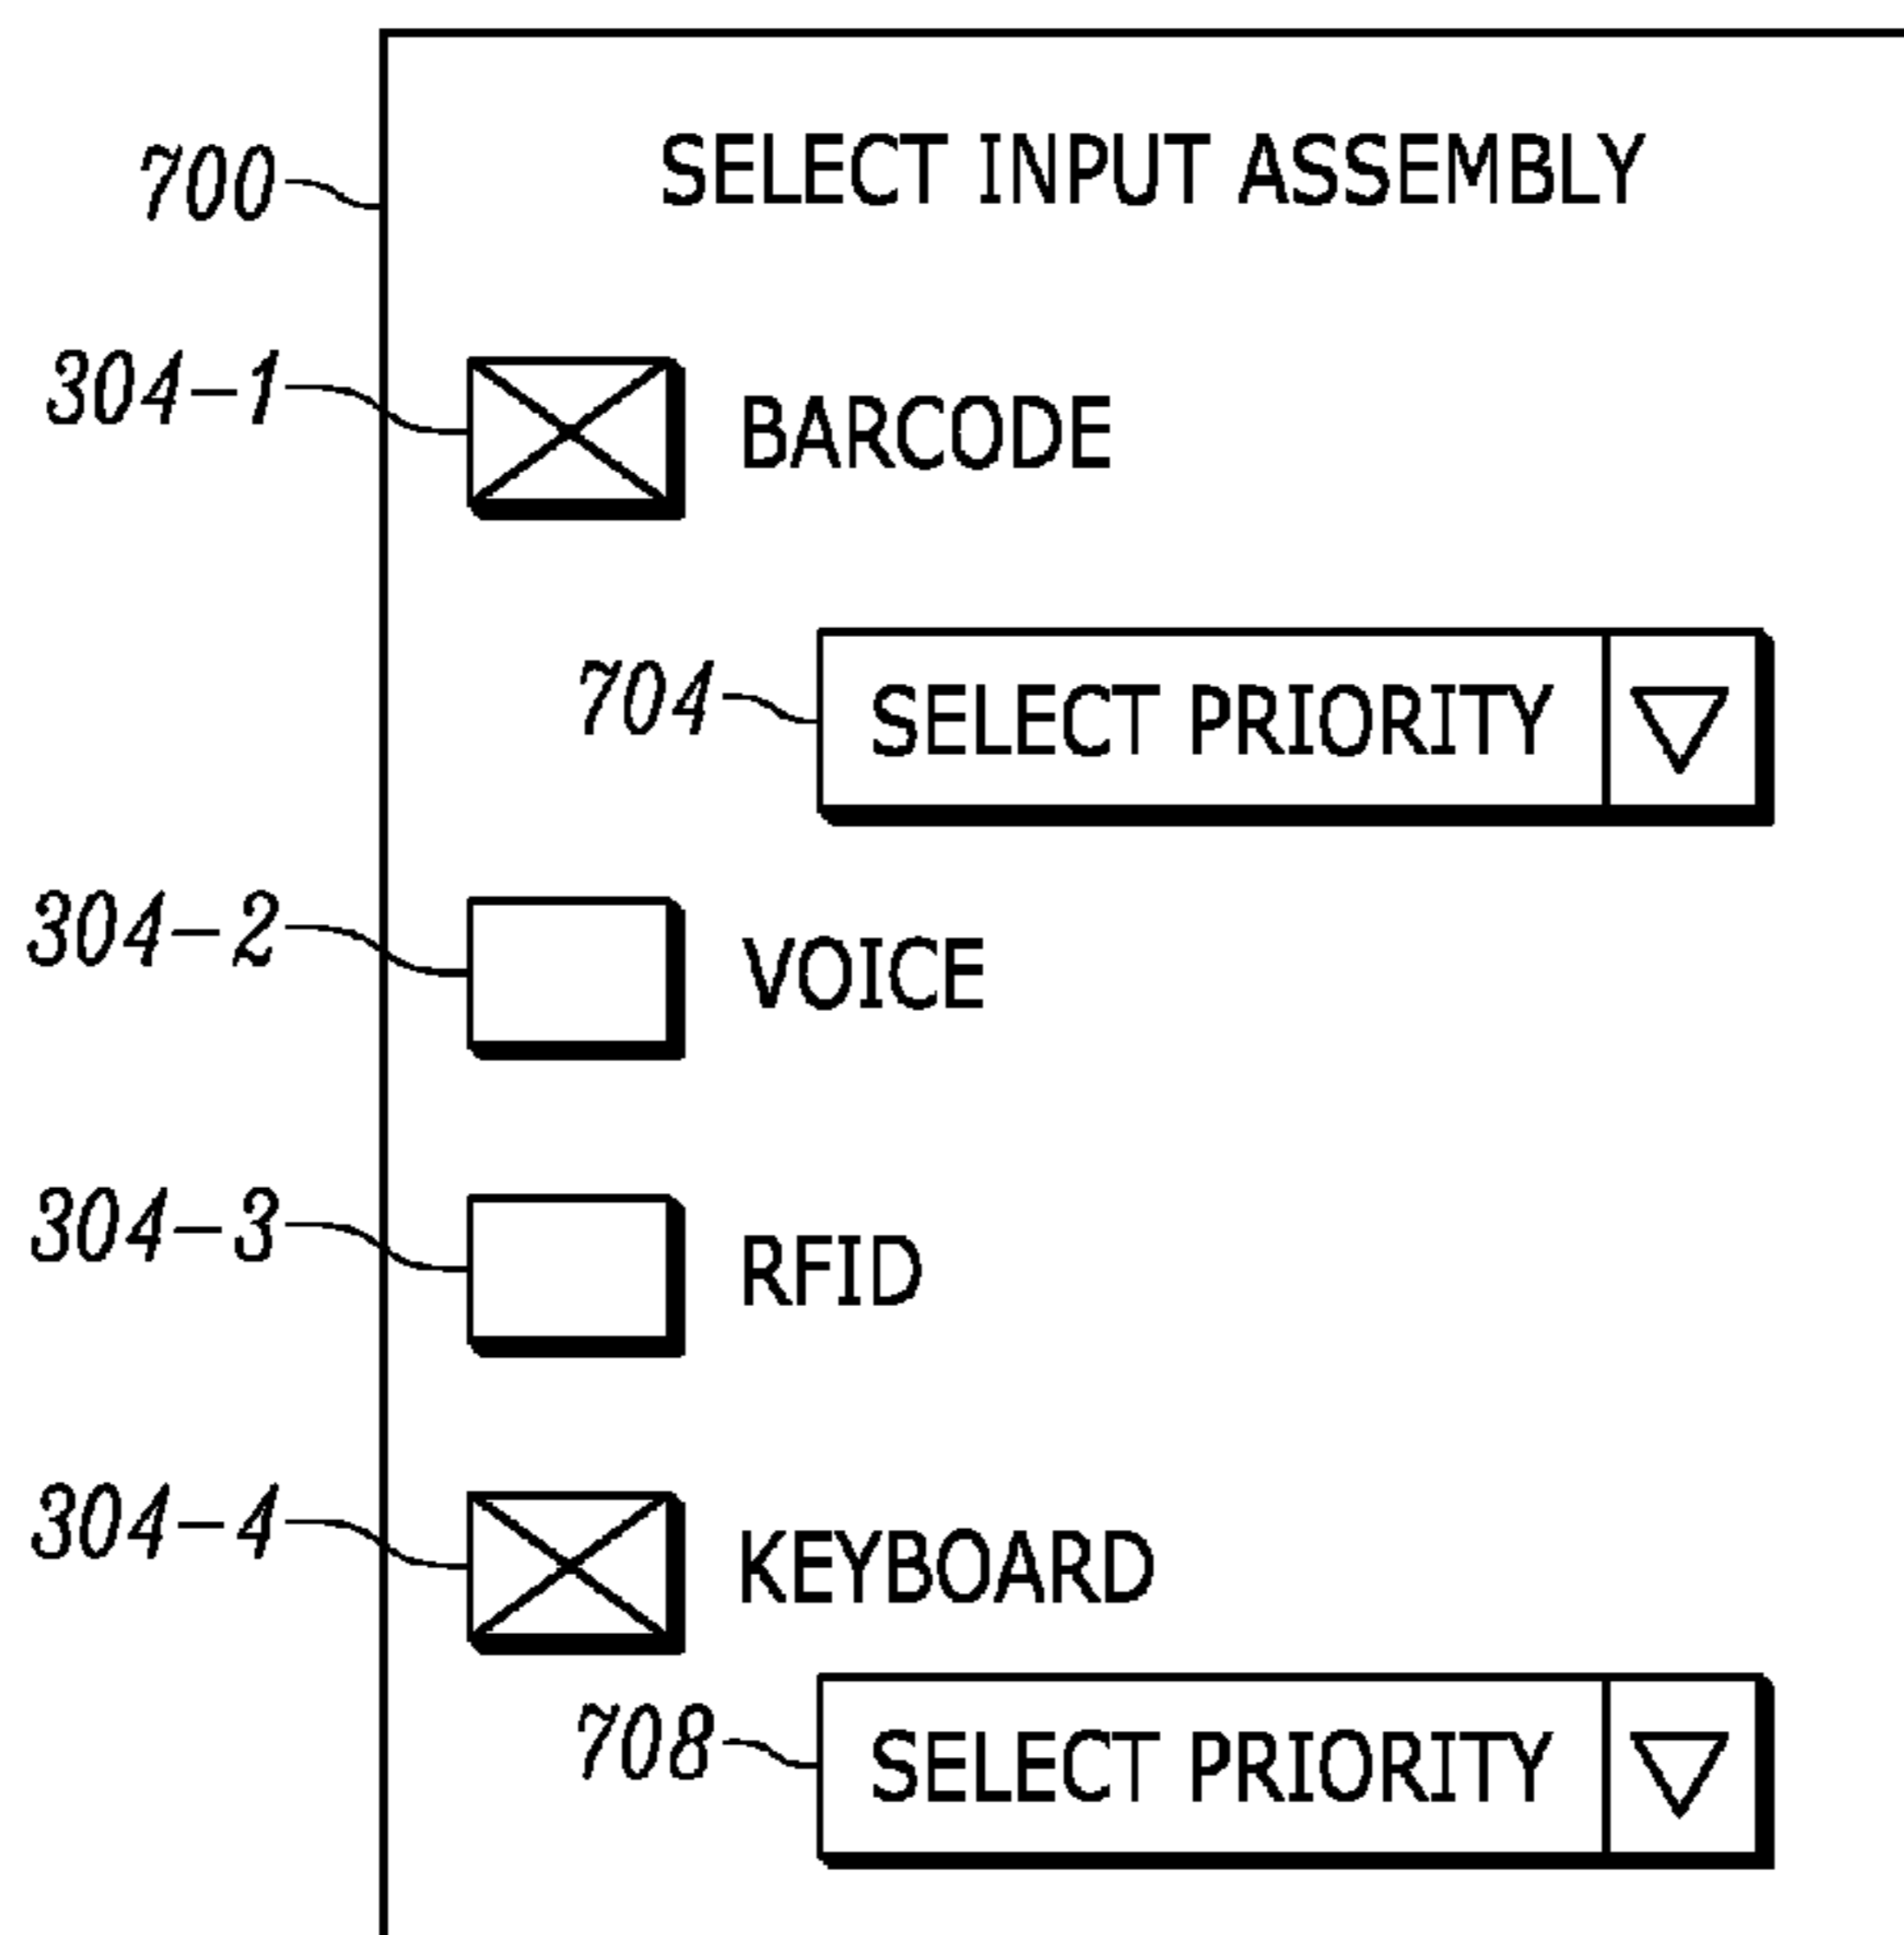 700
SELECT INPUT ASSEMBLY
304-1
BARCODE
704
SELECT PRIORITY
304-2
VOICE
304-3
RFID
304-4
KEYBOARD
708
SELECT PRIORITY